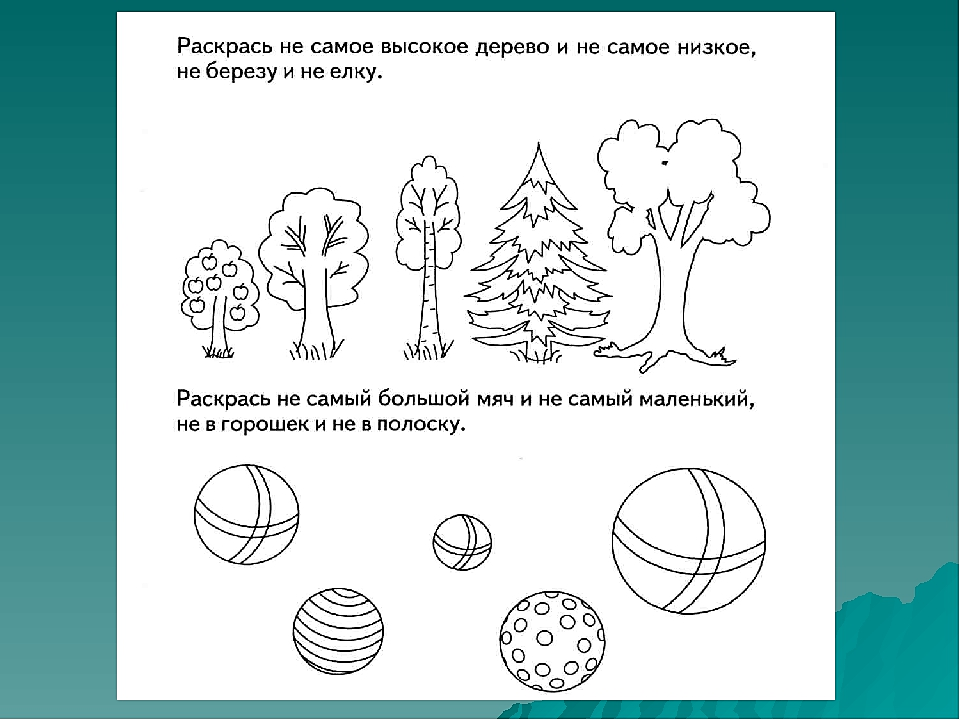 Раскрась не самое высокое дерево и не самое низкое,
не березу и не елку.
Раскрась не самый большой мяч и не самый маленький,
не в горошек и не в полоску.